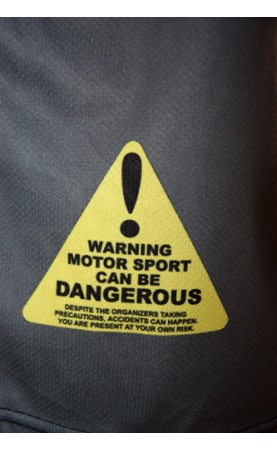 !
WARNING
MOTOR SPORT
CAN BE
DANGEROUS
DESPITE THE ORGANIZERS TAKING
PRECAUTIONS, ACCIDENTS CAN HAPPEN.
YOU ARE PRESENT AT YOUR OWN RISK.